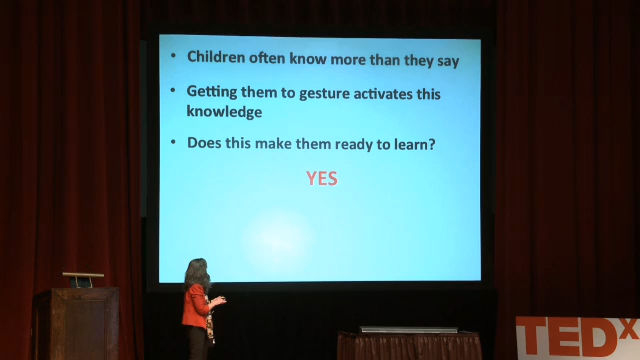 • Children often know more than they say
• Getting them to gesture activates this
knowledge
• Does this make them ready to learn?
YES
TEDx